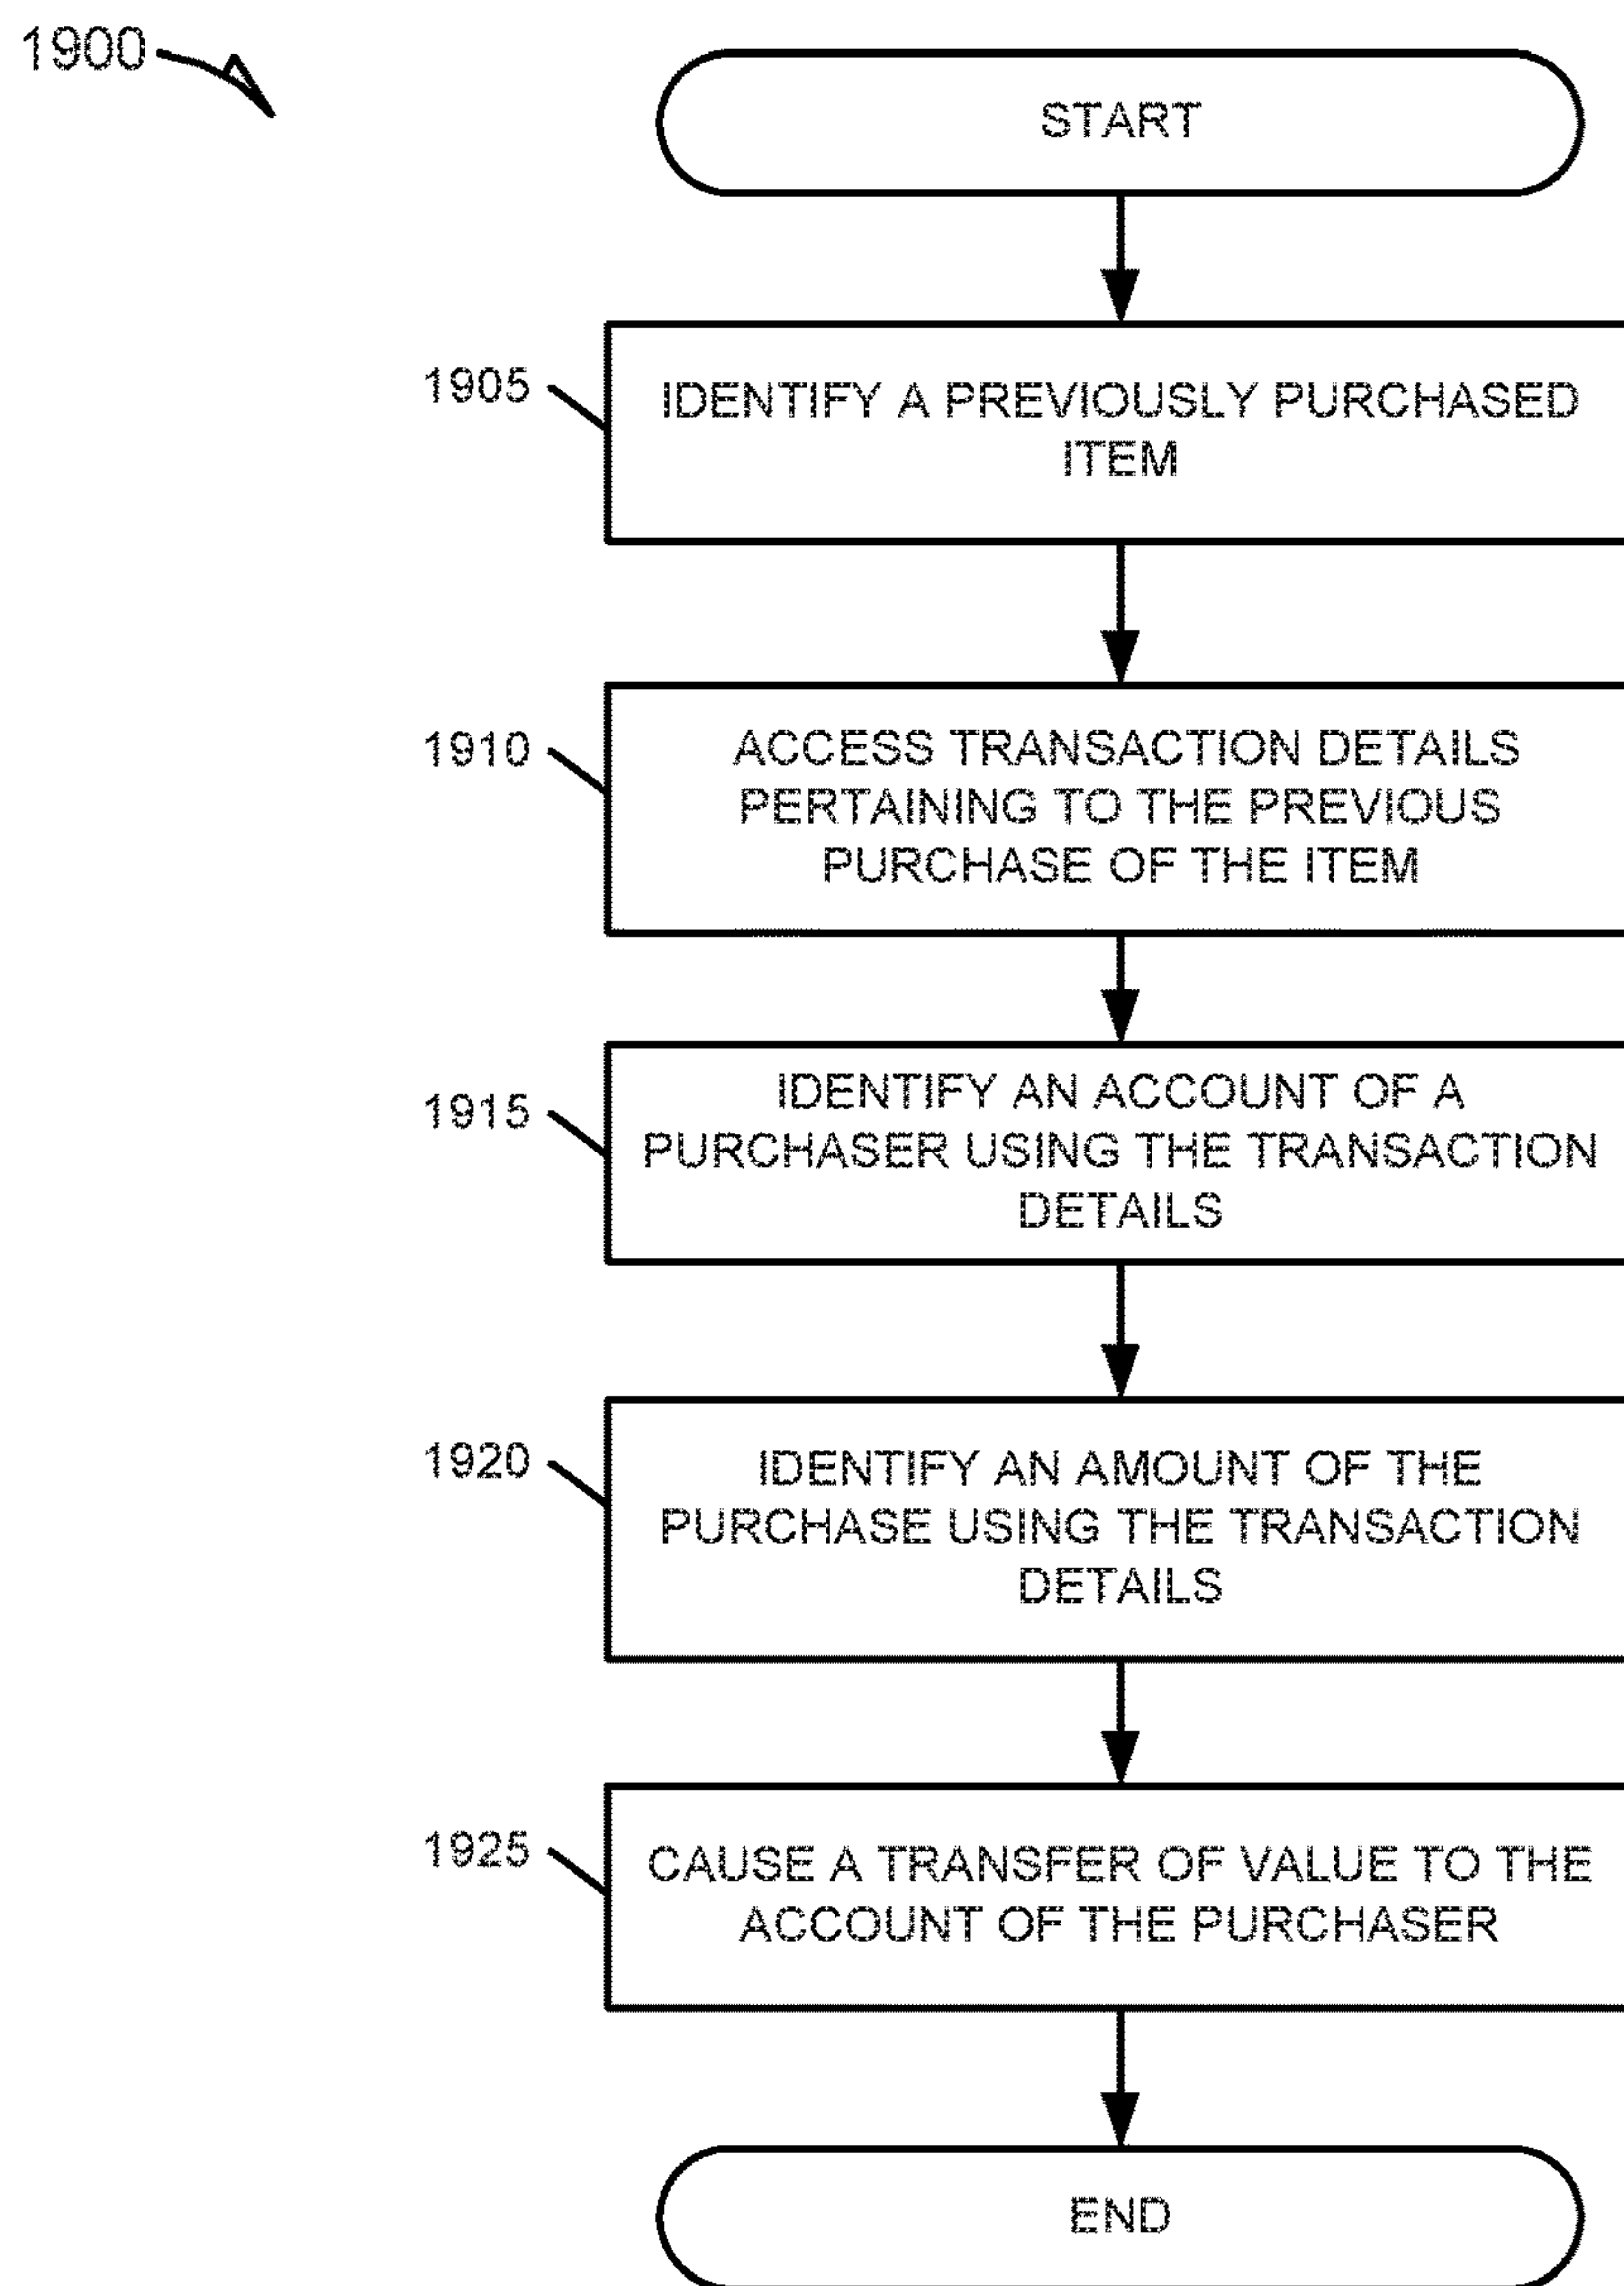 1900
START
1905
IDENTIFY A PREVIOUSLY PURCHASED
ITEM
1910
ACCESS TRANSACTION DETAILS
PERTAINING TO THE PREVIOUS
PURCHASE OF THE ITEM
1915
IDENTIFY AN ACCOUNT OF A
PURCHASER USING THE TRANSACTION
DETAILS
1920
IDENTIFY AN AMOUNT OF THE
PURCHASE USING THE TRANSACTION
DETAILS
1925
CAUSE A TRANSFER OF VALUE TO THE
ACCOUNT OF THE PURCHASER
END